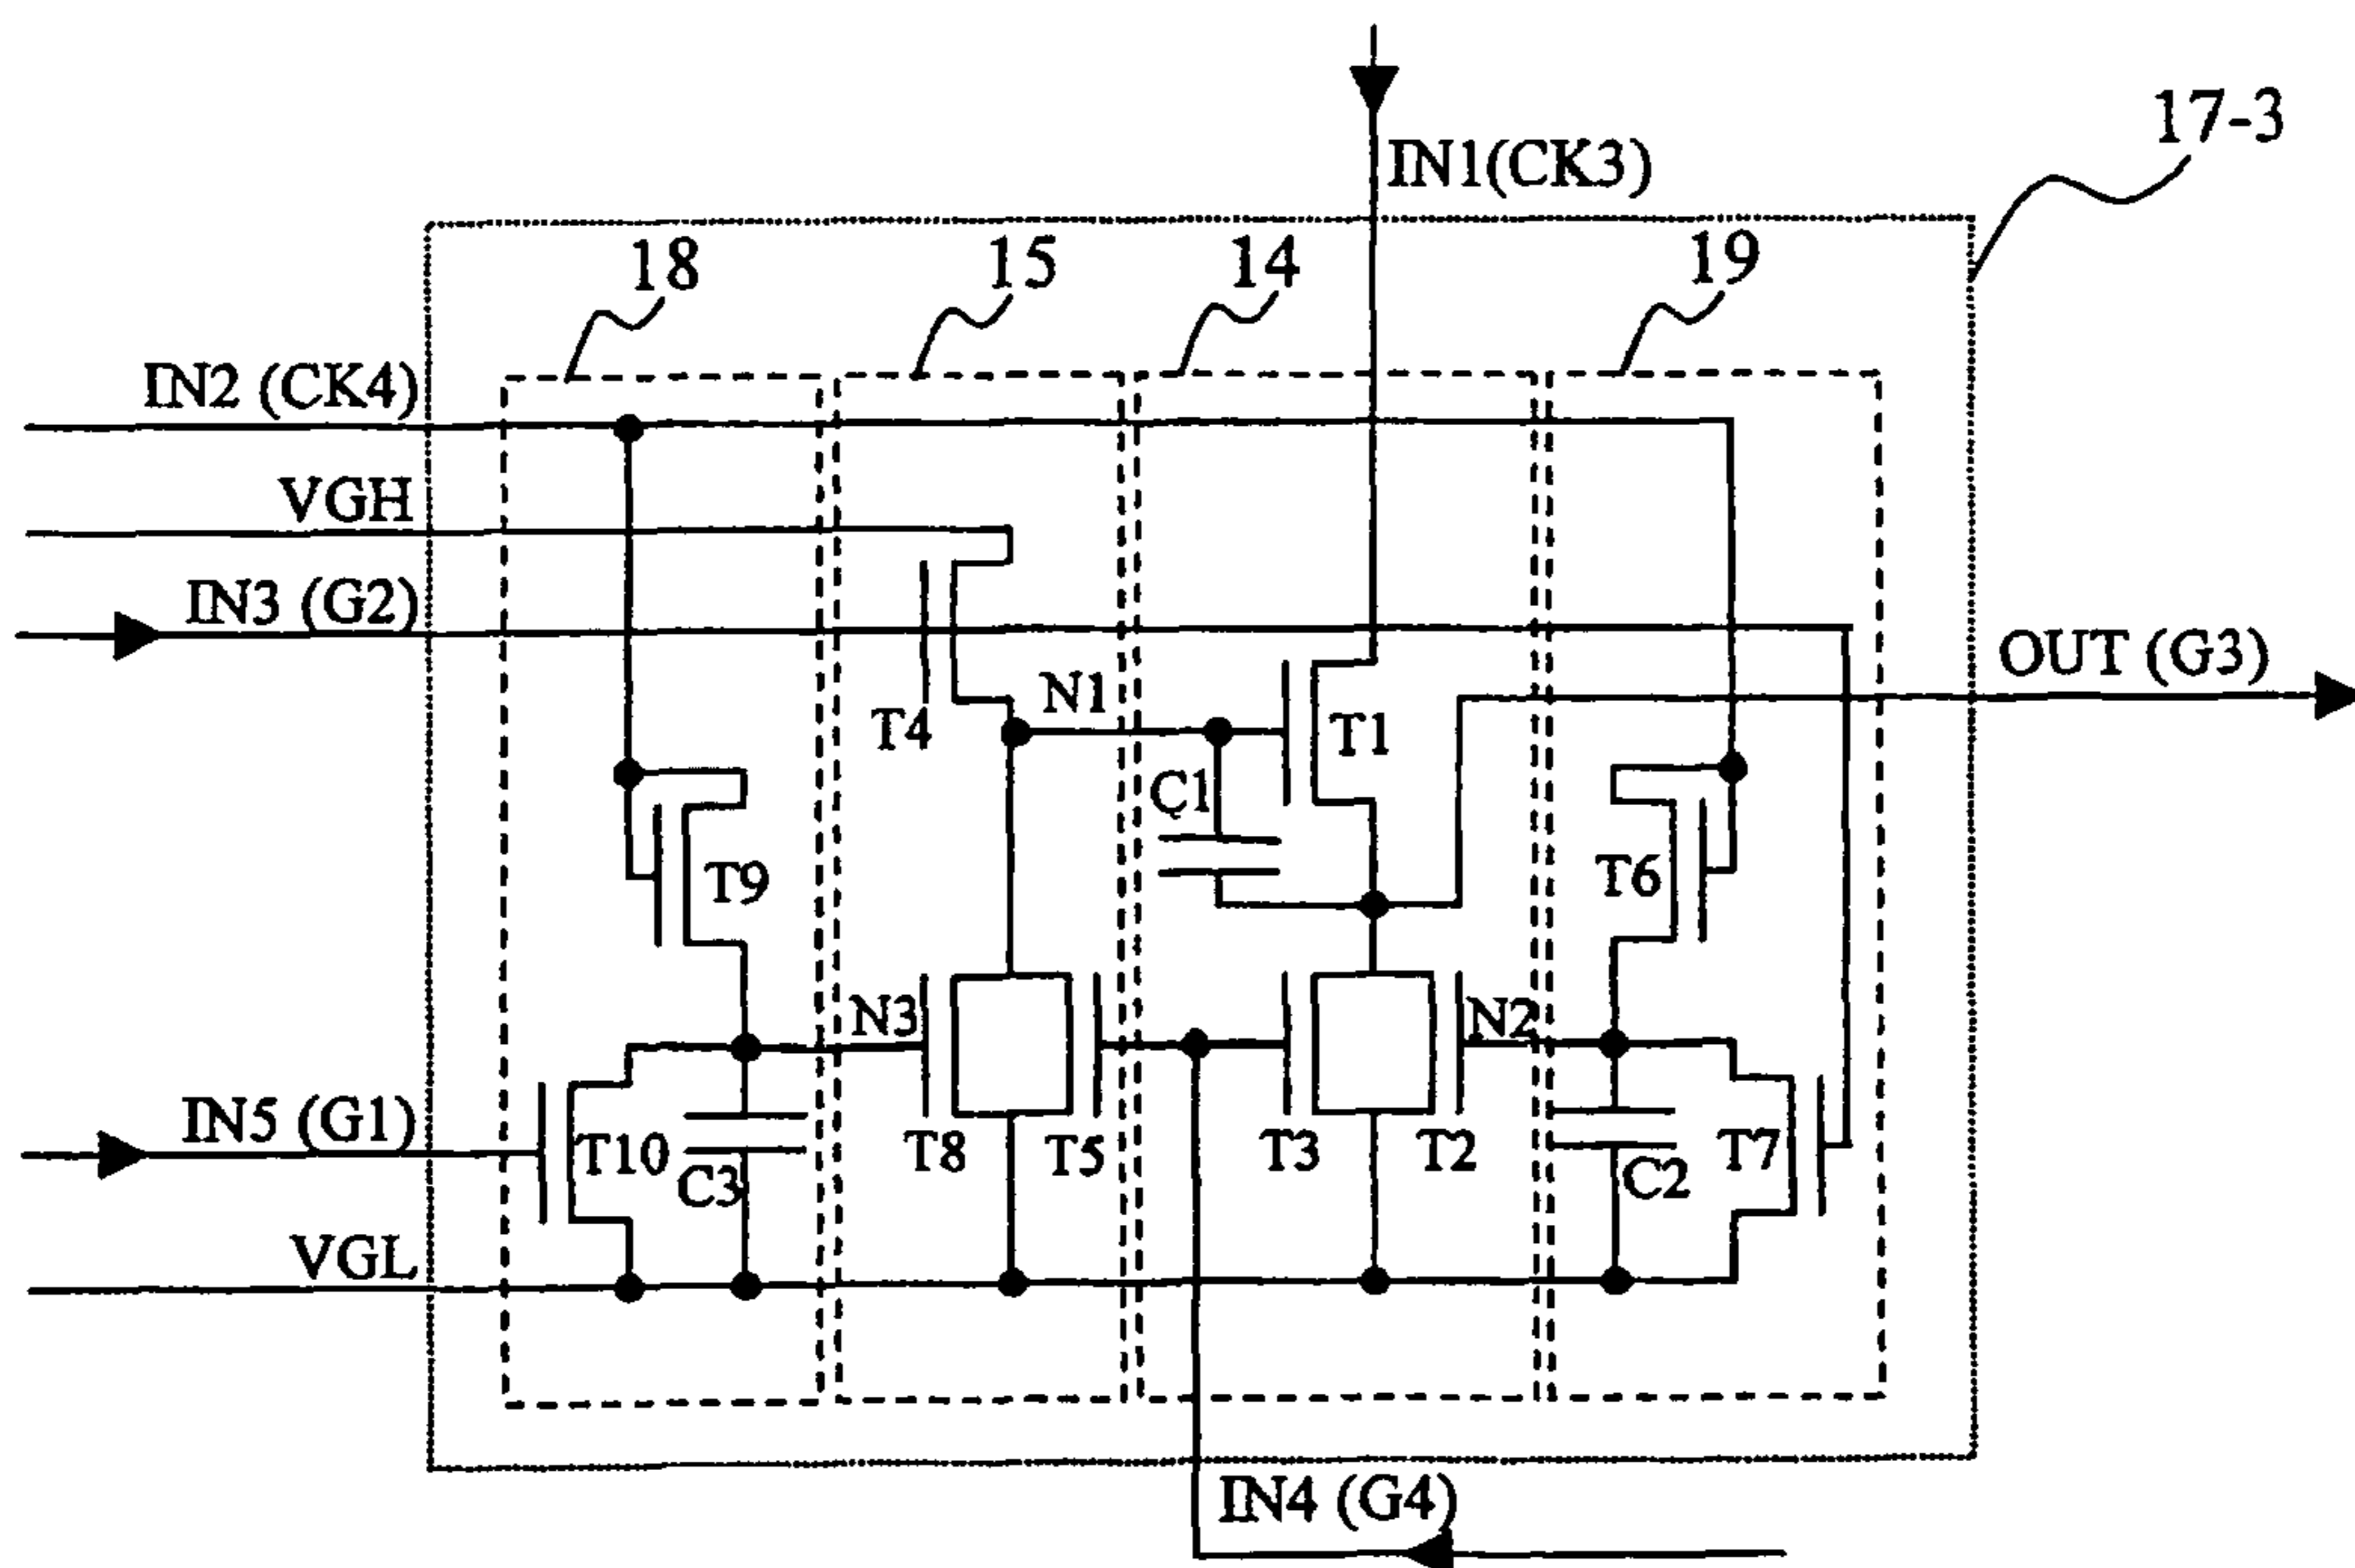 17-3
IN1(CK3)
18
15
14
19
IN2 (CK4)
VGH
IN3 (G2)
OUT (G3)
N1
T4
T1
C1
T9
T6
N3
N2
IN5 (G1)
T10
C3
T8
T5
T3
T2
C2
T7
VGL
IN4 (G4)